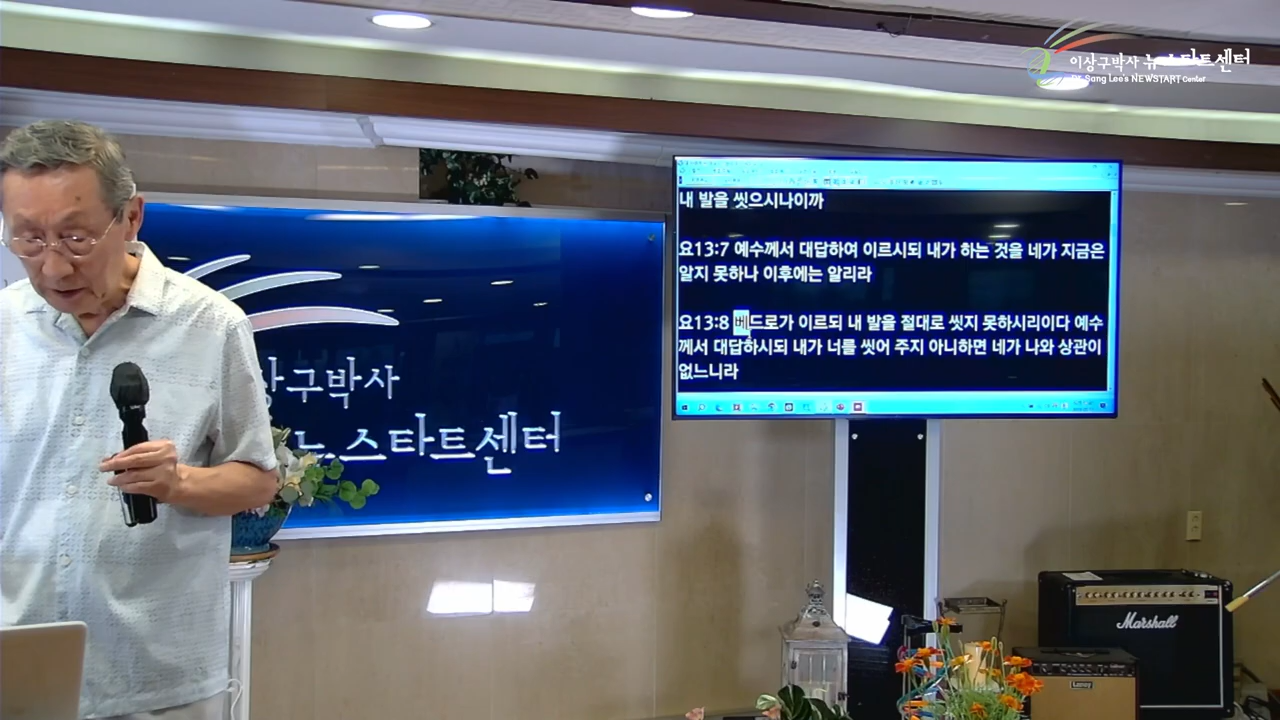 이상구박사 뉴스타트센터
Dr. Sang Lee's NEWSTART Center
내 발을 씻으시나이까
요13:7 예수께서 대답하여 이르시되 내가 하는 것을 네가 지금은
알지 못하나 이후에는 알리라
요13:8 베드로가 이르되 내 발을 절대로 씻지 못하시리이다 예수
께서 대답하시되 내가 너를 씻어 주지 아니하면 네가 나와 상관이
없느니라
상구박사
뉴스타트센터
Marshall
Laney